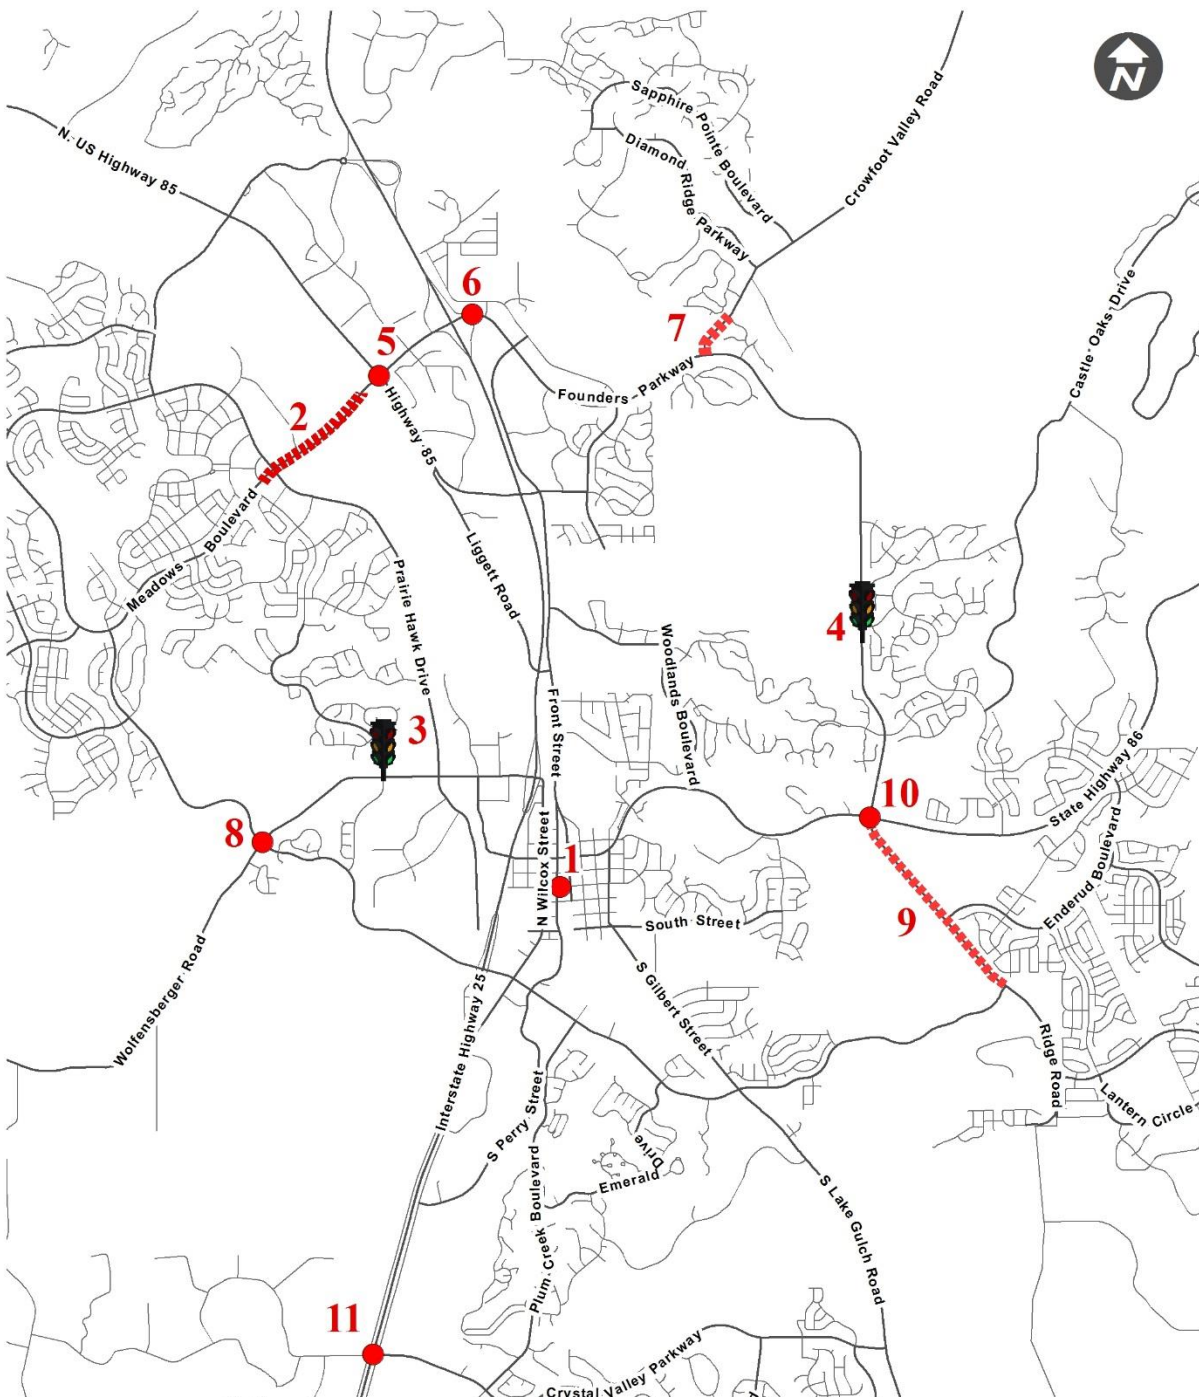 N
N. US Highway 85
Sapphire Pointe Boulevard
Diamond Ridge Parkway
Crowfoot Valley Road
Castle Oaks Drive
6
5
7
Founders Parkway
2
Highway 85
Meadows Boulevard
Liggett Road
Prairie Hawk Drive
4
Woodlands Boulevard
3
Front Street
State Highway 86
10
8
N Wilcox Street
1
Enderud Boulevard
9
South Street
Wolfensberger Road
S Gilbert Street
Interstate Highway 25
Ridge Road
Lantern Circle
S Perry Street
Drive
Emerald
Plum Creek Boulevard
S Lake Gulch Road
11
Crystal Valley Parkway